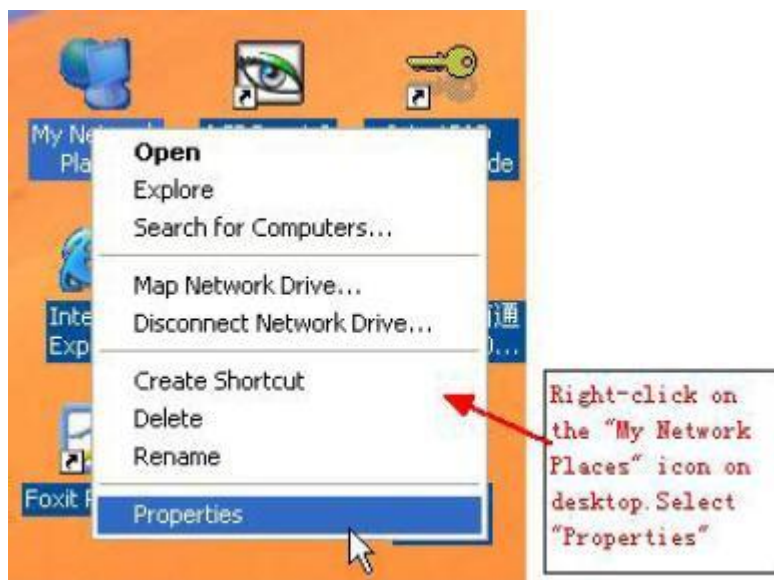 My Ne
Pla
de
Open
Explore
Search for Computers...
Map Network Drive...
Disconnect Network Drive...
Create Shortcut
Delete
Rename
Properties
Inte
Exp
通
...
Foxit
Right-click on
the "My Network
Places" icon on
desktop.Select
"Properties"